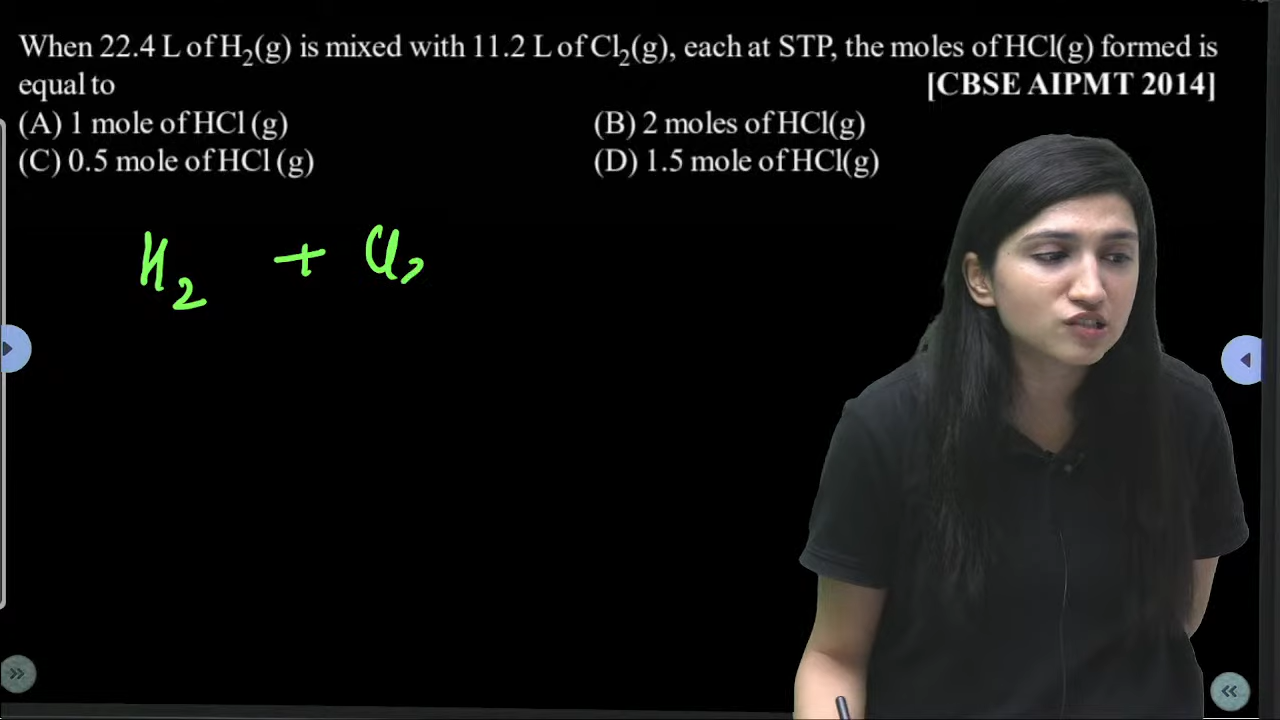 When 22.4 L of H₂(g) is mixed with 11.2 L of Cl₂(g), each at STP, the moles of HCl(g) formed is
equal to [CBSE AIPMT 2014]
(A) 1 mole of HCl (g) (B) 2 moles of HCl(g)
(C) 0.5 mole of HCl (g) (D) 1.5 mole of HCl(g)
H₂ + Cl₂